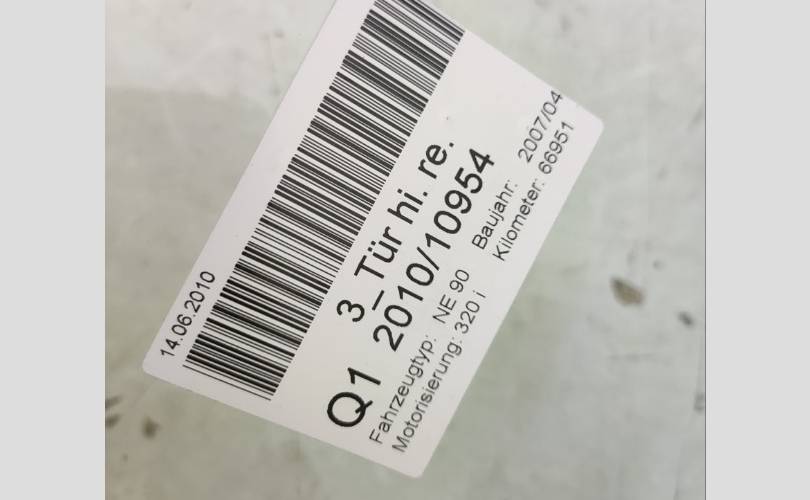 14.06.2010
3_Tür hi. re.
Q1 2010/10954
Fahrzeugtyp: NE 90 Baujahr: 2007/04
Motorisierung: 320 i Kilometer: 66951